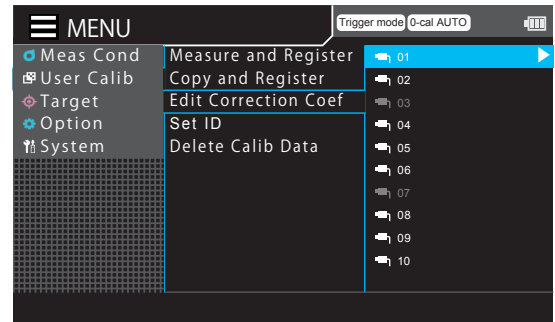 MENU
Trigger mode 0-cal AUTO
Meas Cond
User Calib
Target
Option
System
Measure and Register
Copy and Register
Edit Correction Coef
Set ID
Delete Calib Data
01
02
03
04
05
06
07
08
09
10